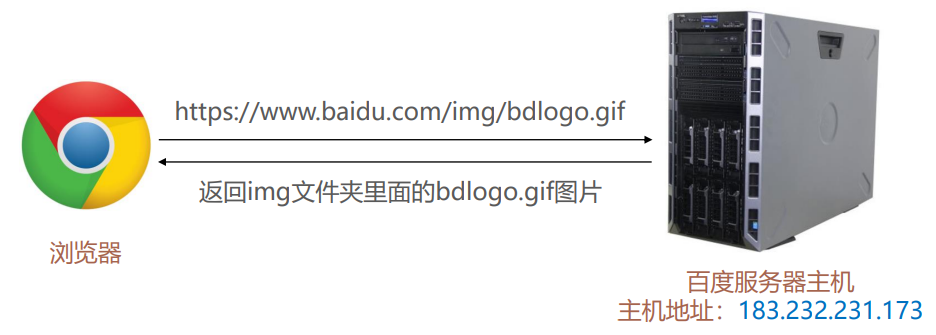 https://www.baidu.com/img/bdlogo.gif
返回img文件夹里面的bdlogo.gif图片
浏览器
百度服务器主机
主机地址：183.232.231.173